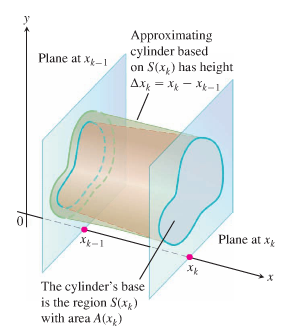 y
Approximating
cylinder based
on S(xₖ) has height
Δxₖ = xₖ − xₖ₋₁
Plane at xₖ₋₁
0
xₖ₋₁
Plane at xₖ
xₖ
x
The cylinder’s base
is the region S(xₖ)
with area A(xₖ)